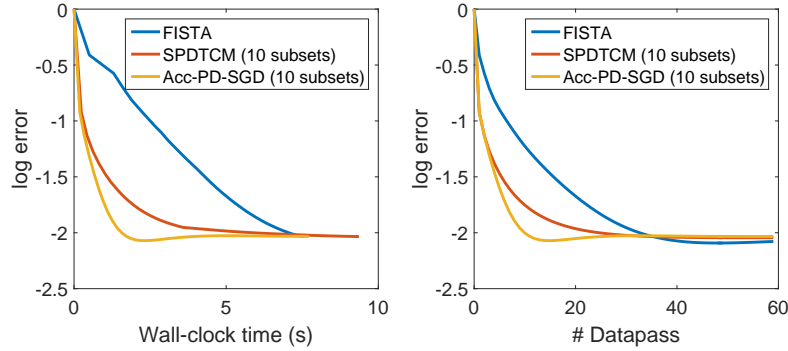 0
-0.5
-1
-1.5
-2
-2.5
log error
0
5
10
Wall-clock time (s)
FISTA
SPDTCM (10 subsets)
Acc-PD-SGD (10 subsets)
0
-0.5
-1
-1.5
-2
-2.5
log error
0
20
40
60
# Datapass
FISTA
SPDTCM (10 subsets)
Acc-PD-SGD (10 subsets)